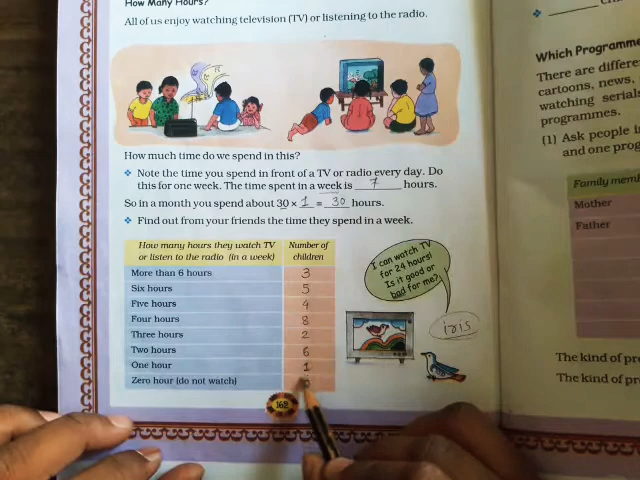 How Many Hours?
All of us enjoy watching television (TV) or listening to the radio.
How much time do we spend in this?
❖ Note the time you spend in front of a TV or radio every day. Do
this for one week. The time spent in a week is 7 hours.
So in a month you spend about 30 × 1 = 30 hours.
❖ Find out from your friends the time they spend in a week.
How many hours they watch TV
or listen to the radio (in a week)
Number of
children
More than 6 hours 3
Six hours 5
Five hours 4
Four hours 8
Three hours 2
Two hours 6
One hour 1
Zero hour (do not watch)
I can watch TV
for 24 hours!
Is it good or
bad for me?
iris
162
Which Programme
There are differe
cartoons, news,
watching serials
programmes.
(1) Ask people i
and one prog
Family memb
Mother
Father
The kind of pr
The kind of pr